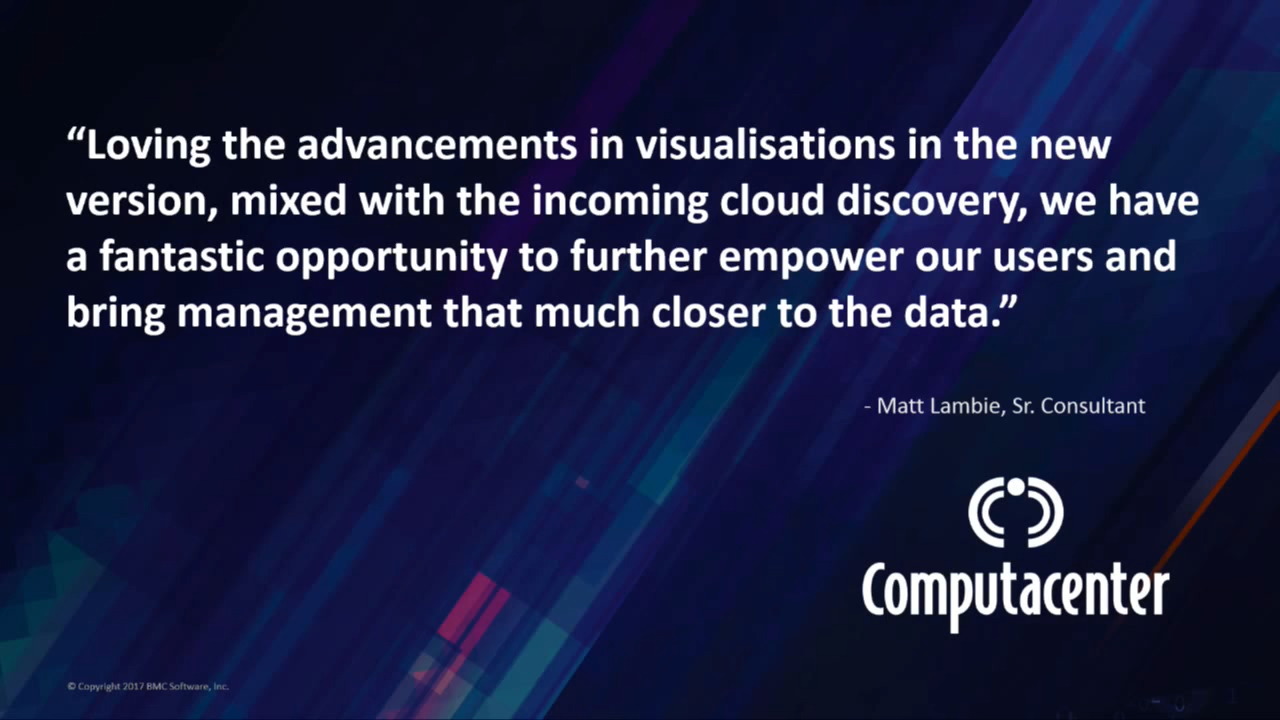 “Loving the advancements in visualisations in the new
version, mixed with the incoming cloud discovery, we have
a fantastic opportunity to further empower our users and
bring management that much closer to the data.”
- Matt Lambie, Sr. Consultant
Computacenter
© Copyright 2017 BMC Software, Inc.